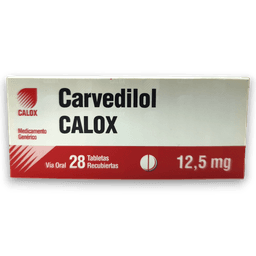 CALOX
Medicamento
Genérico
Carvedilol
CALOX
Vía Oral 28 Tabletas
Recubiertas
12,5 mg